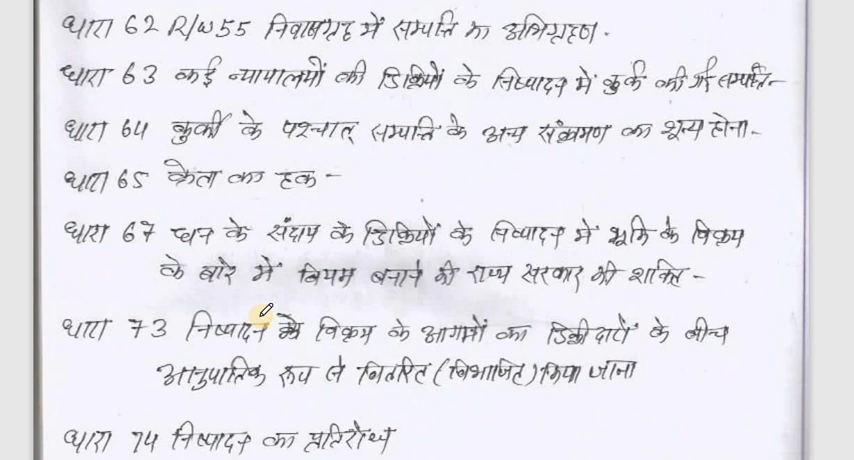 धारा 62 R/w 55 निवासगृह में सम्पत्ति का अभिग्रहण.
धारा 63 कई न्यायालयों की डिक्रियों के निष्पादन में कुर्क की गई सम्पत्ति-
धारा 64 कुर्की के पश्चात् सम्पत्ति के अन्य संक्रमण का शून्य होना-
धारा 65 क्रेता का हक -
धारा 67 धन के संदाय के डिक्रियों के निष्पादन में भूमि के विक्रय
के बारे में नियम बनाने की राज्य सरकार की शक्ति -
धारा 73 निष्पादन के विक्रय के आगमों का डिक्रीदारों के बीच
आनुपातिक रूप से वितरित (विभाजित) किया जाना
धारा 74 निष्पादन का प्रतिरोध